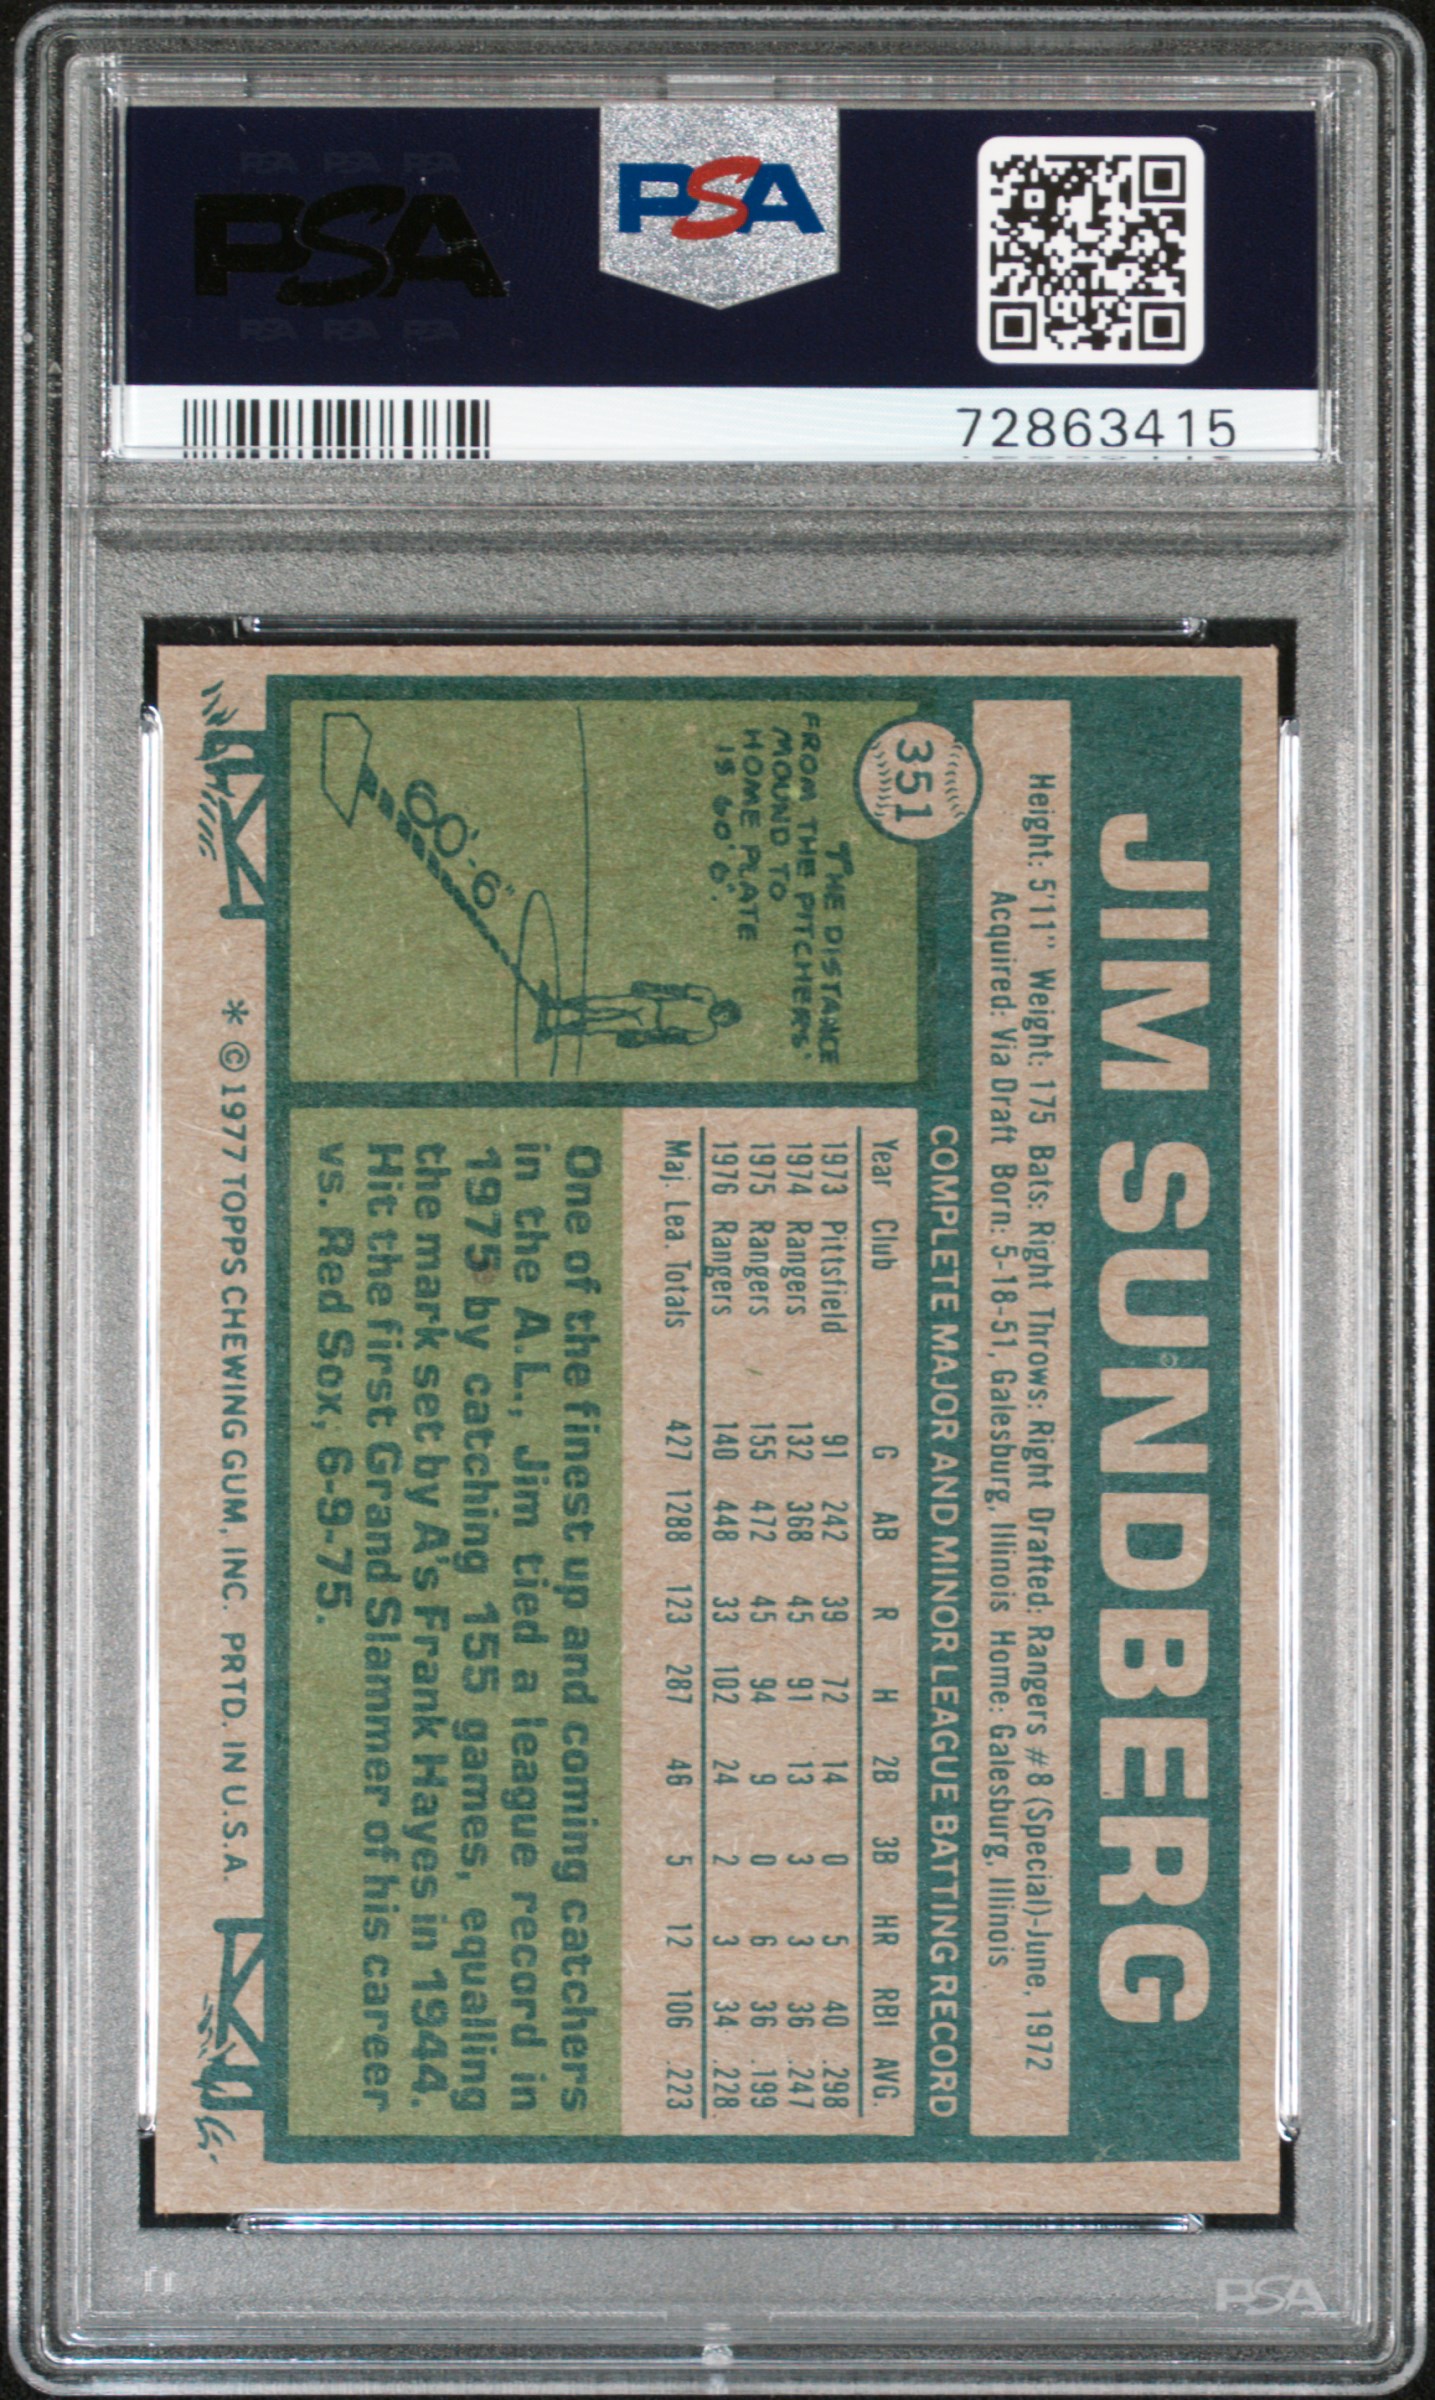 PSA PSA PSA
PSA
PSA PSA PSA
PSA
72863415
JIM SUNDBERG
Height: 5'11" Weight: 175 Bats: Right Throws: Right Drafted: Rangers #8 (Special)-June, 1972
Acquired: Via Draft Born: 5-18-51, Galesburg, Illinois Home: Galesburg, Illinois
351
THE DISTANCE
FROM THE PITCHERS'
MOUND TO
HOME PLATE
IS 60' 6".
60'-6"
COMPLETE MAJOR AND MINOR LEAGUE BATTING RECORD
Year Club G AB R H 2B 3B HR RBI AVG.
1973 Pittsfield 91 242 39 72 14 0 5 40 .298
1974 Rangers 132 368 45 91 13 3 3 36 .247
1975 Rangers 155 472 45 94 9 0 6 36 .199
1976 Rangers 140 448 33 102 24 2 3 34 .228
Maj. Lea. Totals 427 1288 123 287 46 5 12 106 .223
One of the finest up and coming catchers
in the A.L., Jim tied a league record in
1975 by catching 155 games, equalling
the mark set by A's Frank Hayes in 1944.
Hit the first Grand Slammer of his career
vs. Red Sox, 6-9-75.
* © 1977 TOPPS CHEWING GUM, INC. PRTD. IN U.S.A.
PSA